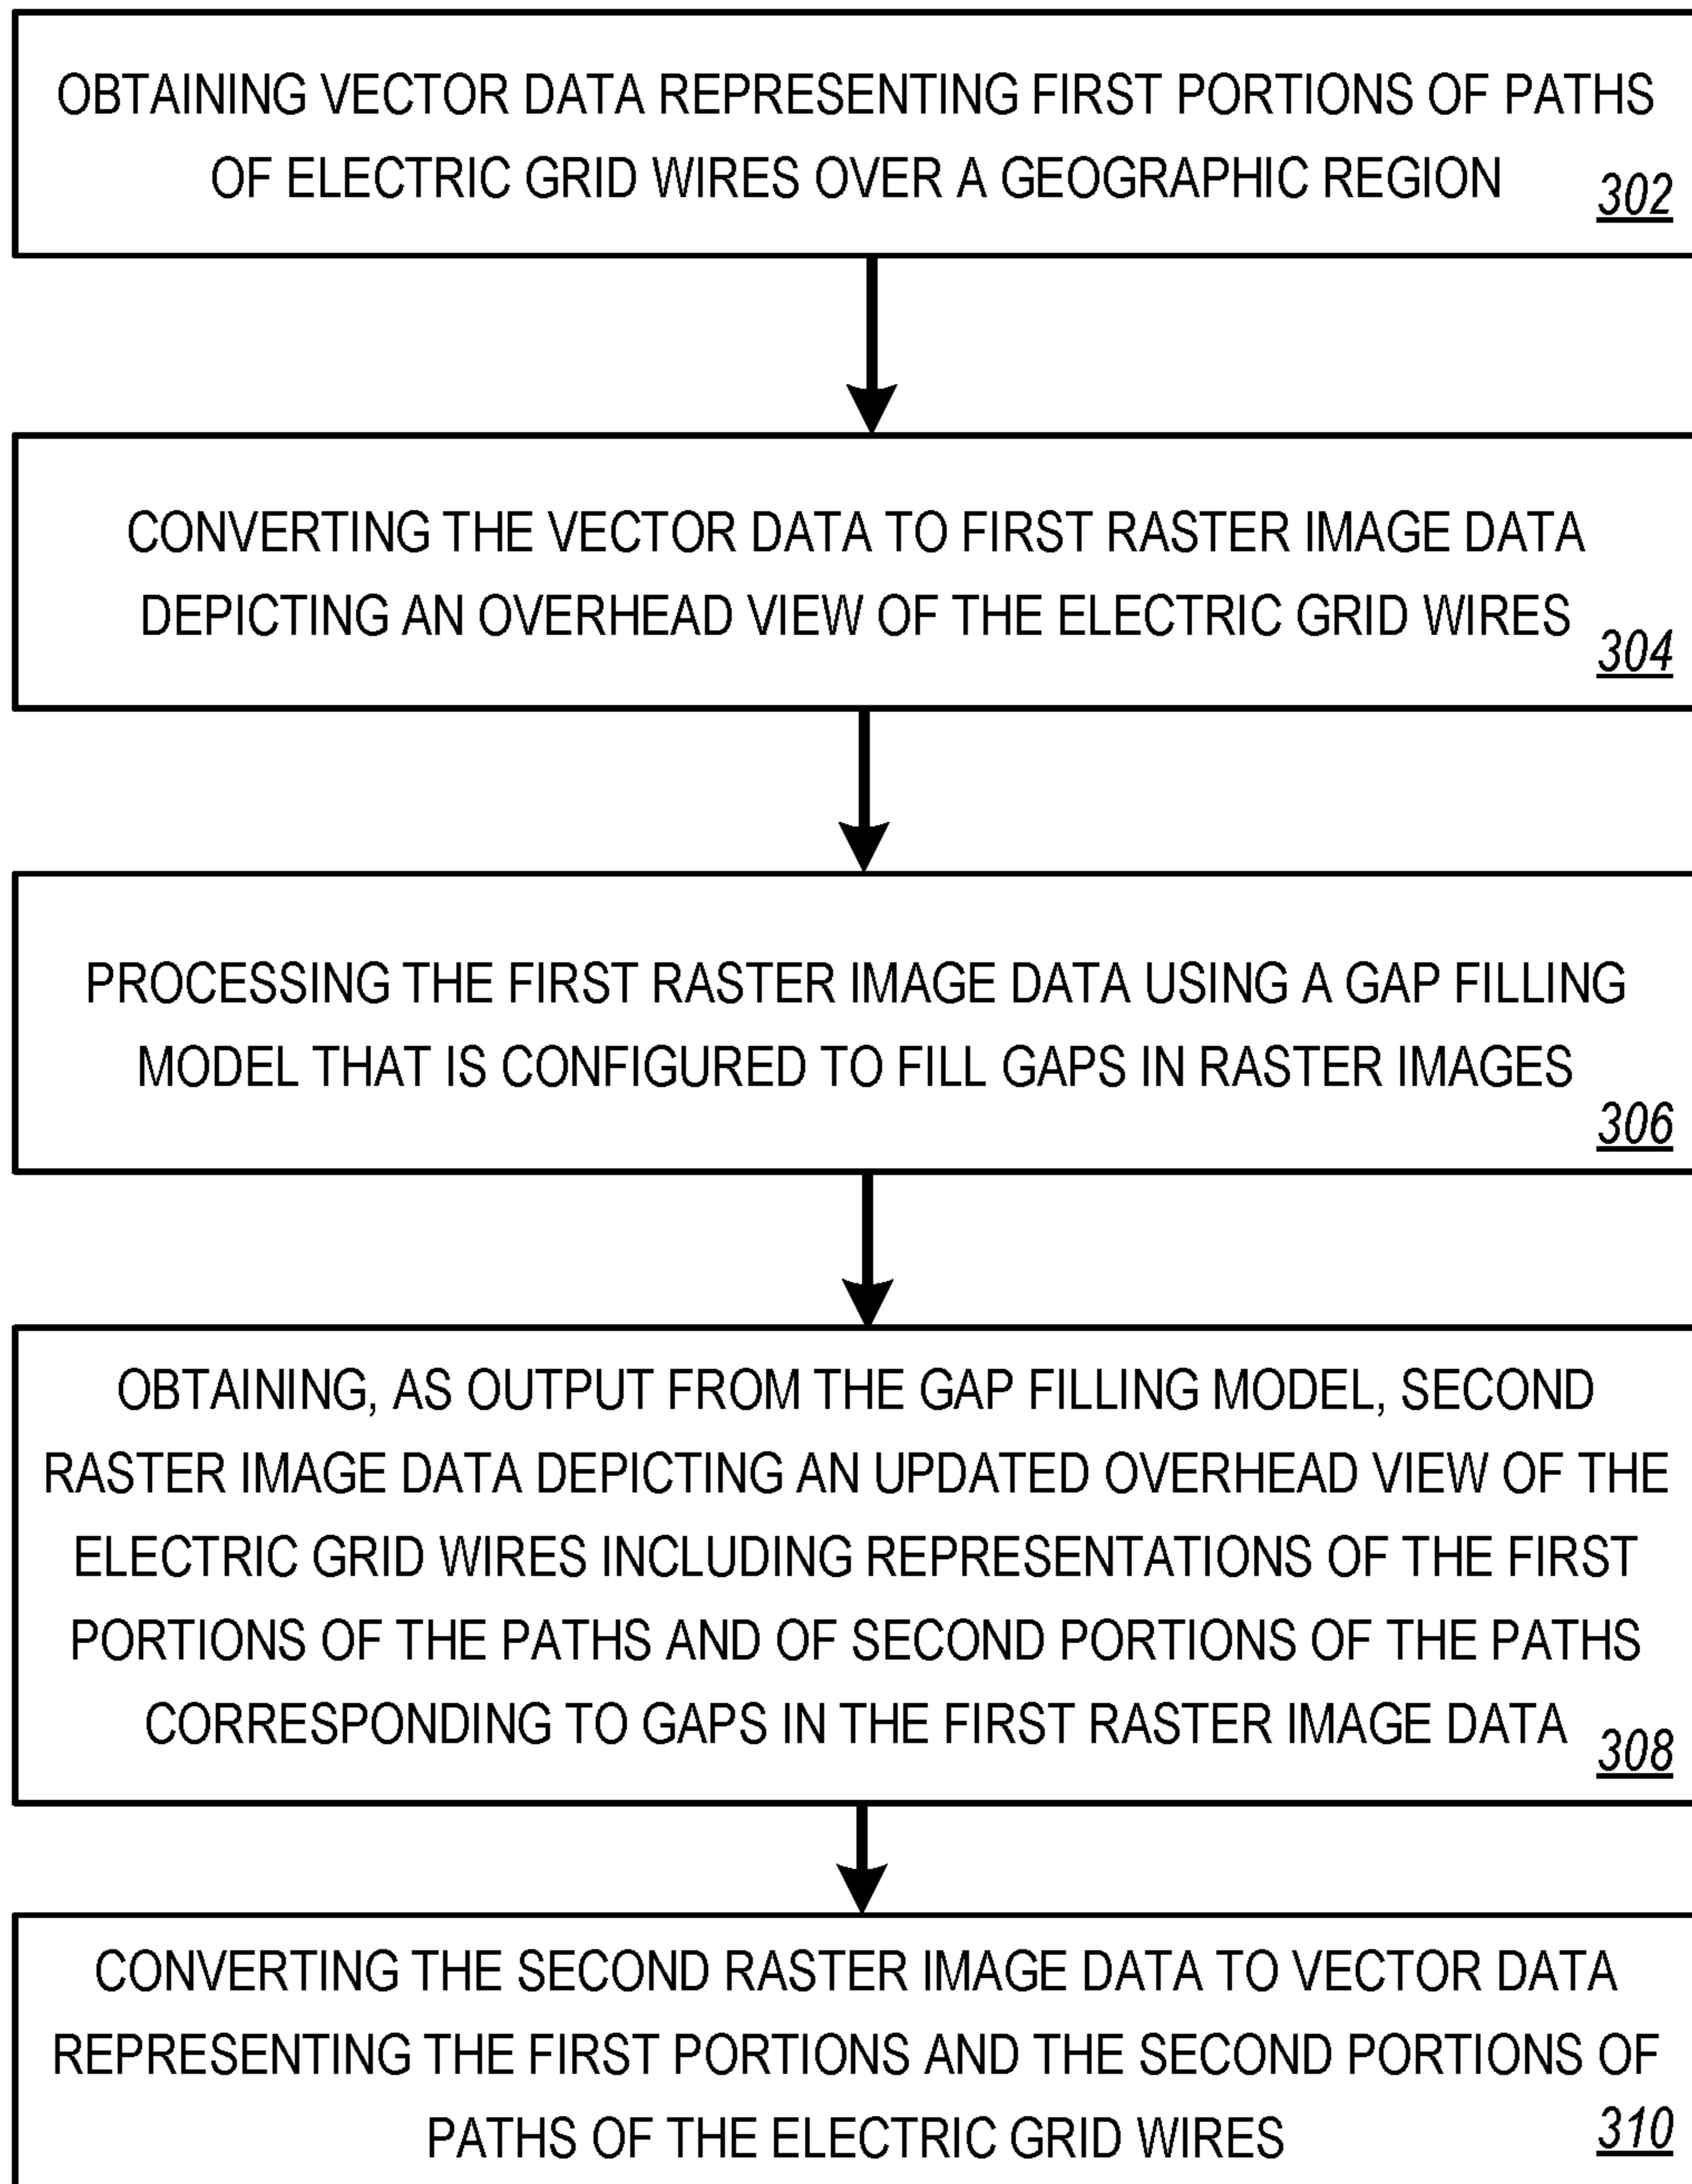 OBTAINING VECTOR DATA REPRESENTING FIRST PORTIONS OF PATHS
OF ELECTRIC GRID WIRES OVER A GEOGRAPHIC REGION
302
CONVERTING THE VECTOR DATA TO FIRST RASTER IMAGE DATA
DEPICTING AN OVERHEAD VIEW OF THE ELECTRIC GRID WIRES
304
PROCESSING THE FIRST RASTER IMAGE DATA USING A GAP FILLING
MODEL THAT IS CONFIGURED TO FILL GAPS IN RASTER IMAGES
306
OBTAINING, AS OUTPUT FROM THE GAP FILLING MODEL, SECOND
RASTER IMAGE DATA DEPICTING AN UPDATED OVERHEAD VIEW OF THE
ELECTRIC GRID WIRES INCLUDING REPRESENTATIONS OF THE FIRST
PORTIONS OF THE PATHS AND OF SECOND PORTIONS OF THE PATHS
CORRESPONDING TO GAPS IN THE FIRST RASTER IMAGE DATA
308
CONVERTING THE SECOND RASTER IMAGE DATA TO VECTOR DATA
REPRESENTING THE FIRST PORTIONS AND THE SECOND PORTIONS OF
PATHS OF THE ELECTRIC GRID WIRES
310